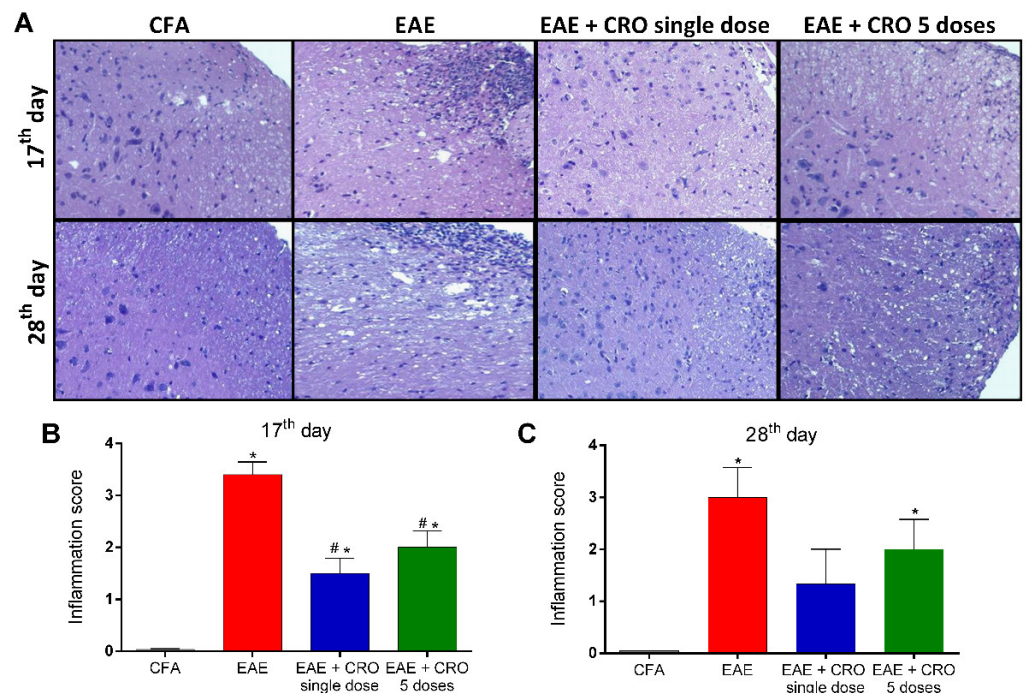 A
CFA
EAE
EAE + CRO single dose
EAE + CRO 5 doses
17th day
28th day
B
17th day
Inflammation score
4
3
2
1
0
*
# *
# *
CFA
EAE
EAE + CRO
single dose
EAE + CRO
5 doses
C
28th day
Inflammation score
4
3
2
1
0
*
*
CFA
EAE
EAE + CRO
single dose
EAE + CRO
5 doses